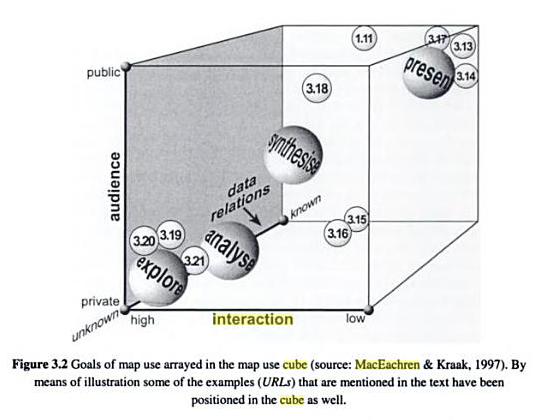 1.11
3.17
3.13
public
present
3.14
3.18
synthesise
audience
data
relations
known
3.15
3.16
3.20
3.19
analyse
3.21
explore
private
unknown
high
interaction
low
Figure 3.2 Goals of map use arrayed in the map use cube (source: MacEachren & Kraak, 1997). By
means of illustration some of the examples (URLs) that are mentioned in the text have been
positioned in the cube as well.